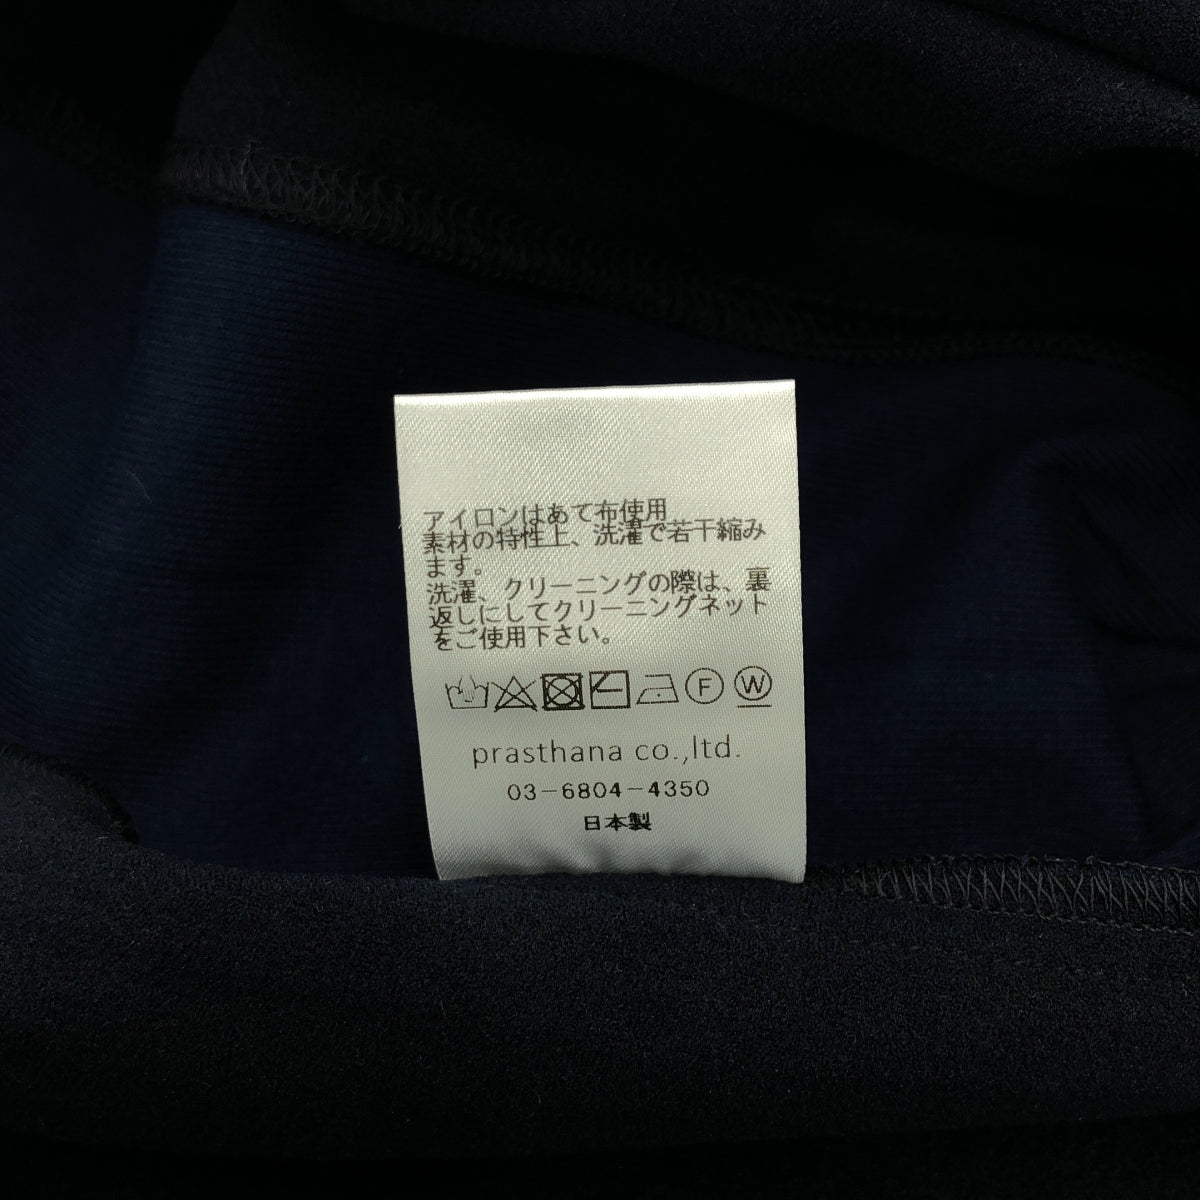 アイロンはあて布使用
素材の特性上、洗濯で若干縮み
ます。
洗濯、クリーニングの際は、裏
返しにしてクリーニングネット
をご使用下さい。
F W
prasthana co.,ltd.
03-6804-4350
日本製